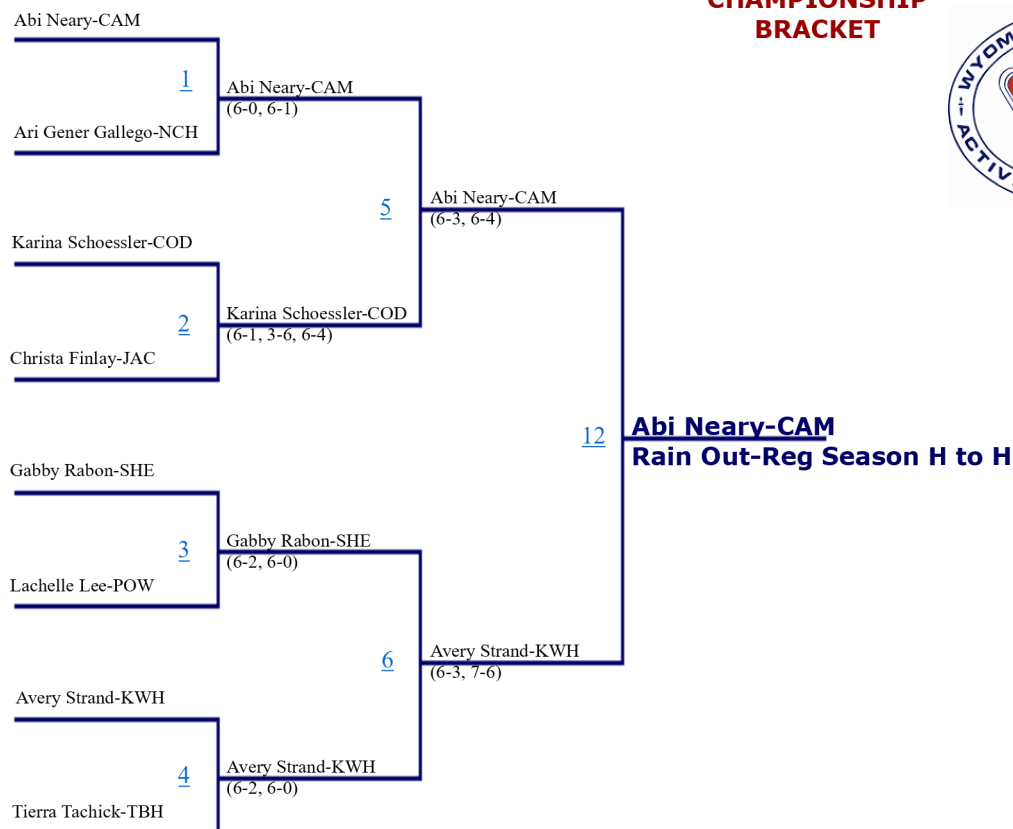 CHAMPIONSHIP
BRACKET
WYOM
ACTIV
Abi Neary-CAM
1
Abi Neary-CAM
(6-0, 6-1)
Ari Gener Gallego-NCH
5
Abi Neary-CAM
(6-3, 6-4)
Karina Schoessler-COD
2
Karina Schoessler-COD
(6-1, 3-6, 6-4)
Christa Finlay-JAC
12
Abi Neary-CAM
Rain Out-Reg Season H to H
Gabby Rabon-SHE
3
Gabby Rabon-SHE
(6-2, 6-0)
Lachelle Lee-POW
6
Avery Strand-KWH
(6-3, 7-6)
Avery Strand-KWH
4
Avery Strand-KWH
(6-2, 6-0)
Tierra Tachick-TBH